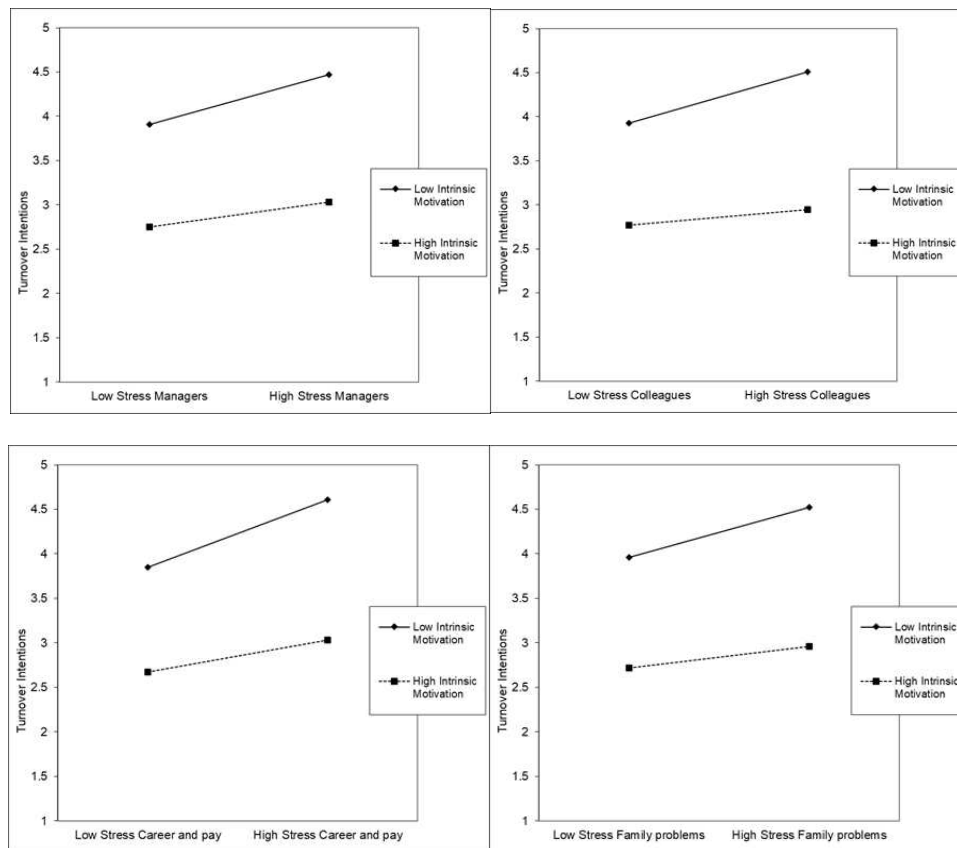 5
4.5
4
3.5
3
2.5
2
1.5
1
Turnover Intentions
Low Stress Managers
High Stress Managers
Low Intrinsic
Motivation
High Intrinsic
Motivation
5
4.5
4
3.5
3
2.5
2
1.5
1
Turnover Intentions
Low Stress Colleagues
High Stress Colleagues
Low Intrinsic
Motivation
High Intrinsic
Motivation
5
4.5
4
3.5
3
2.5
2
1.5
1
Turnover Intentions
Low Stress Career and pay
High Stress Career and pay
Low Intrinsic
Motivation
High Intrinsic
Motivation
5
4.5
4
3.5
3
2.5
2
1.5
1
Turnover Intentions
Low Stress Family problems
High Stress Family problems
Low Intrinsic
Motivation
High Intrinsic
Motivation